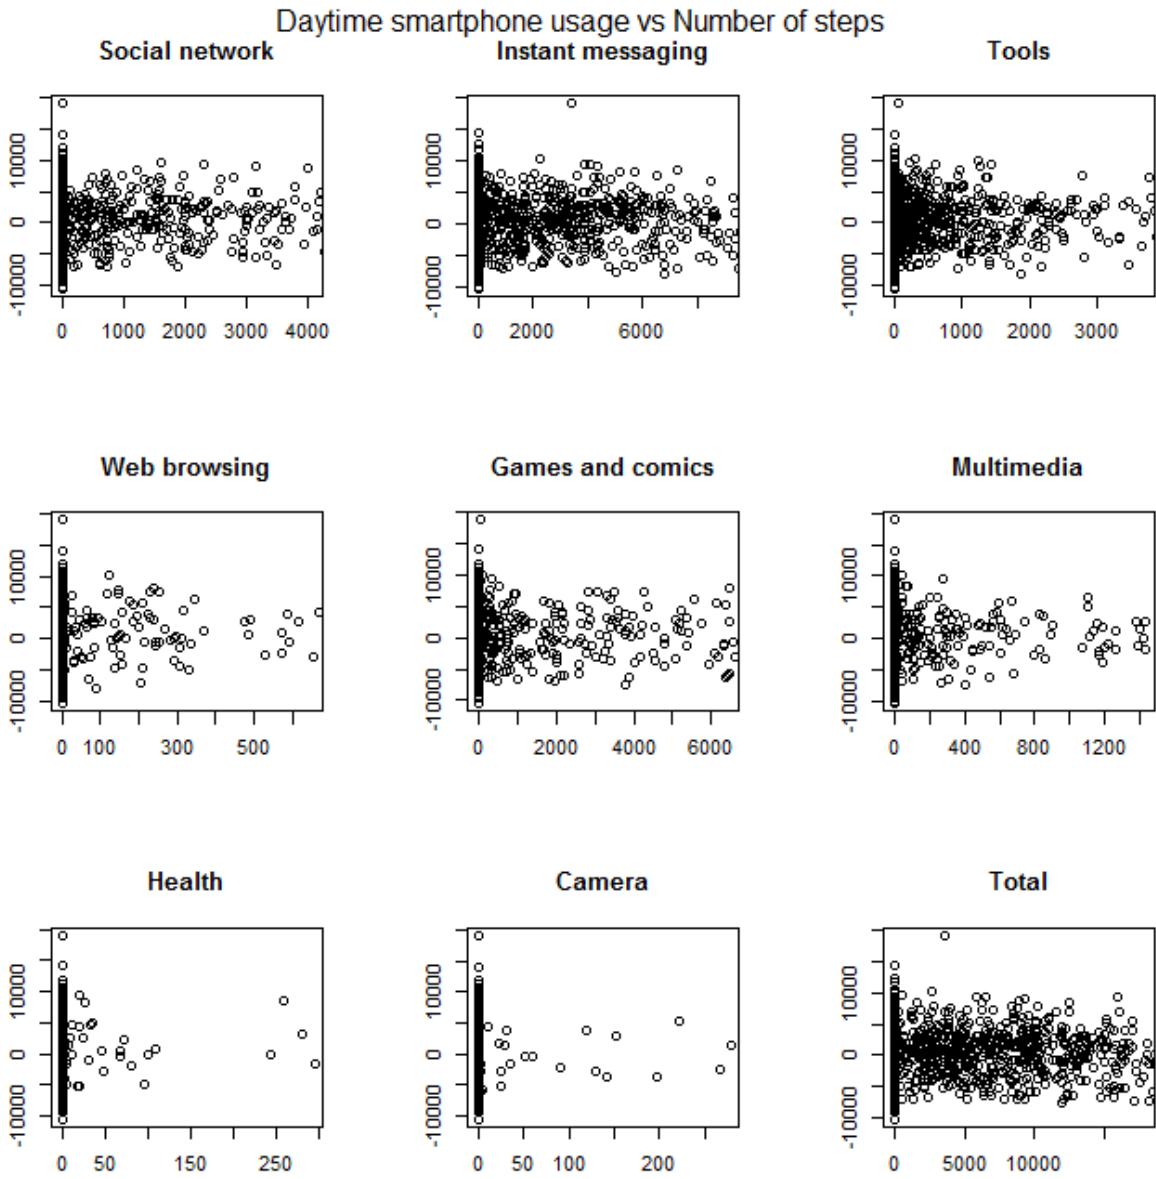 Daytime smartphone usage vs Number of steps
Social network Instant messaging Tools
-10000 0 10000 -10000 0 10000 -10000 0 10000
0 1000 2000 3000 4000 0 2000 6000 0 1000 2000 3000
Web browsing Games and comics Multimedia
-10000 0 10000 -10000 0 10000 -10000 0 10000
0 100 300 500 0 2000 4000 6000 0 400 800 1200
Health Camera Total
-10000 0 10000 -10000 0 10000 -10000 0 10000
0 50 150 250 0 50 100 200 0 5000 10000